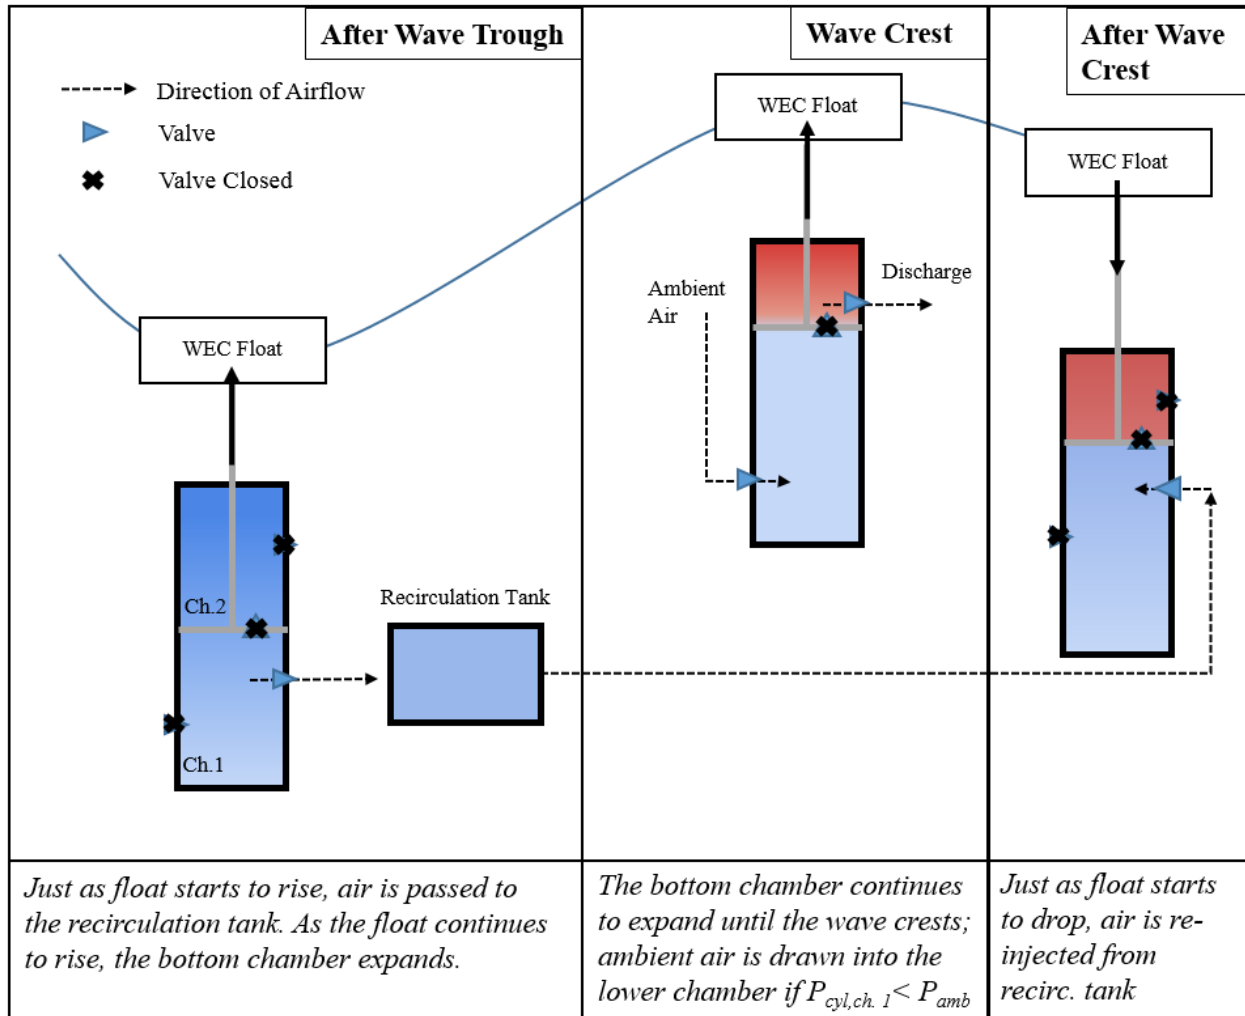 After Wave Trough
Direction of Airflow
Valve
Valve Closed
WEC Float
Ch.2
Ch.1
Recirculation Tank
Just as float starts to rise, air is passed to
the recirculation tank. As the float continues
to rise, the bottom chamber expands.
Wave Crest
WEC Float
Ambient
Air
Discharge
The bottom chamber continues
to expand until the wave crests;
ambient air is drawn into the
lower chamber if P_cyl,ch. 1 < P_amb
After Wave
Crest
WEC Float
Just as float starts
to drop, air is re-
injected from
recirc. tank